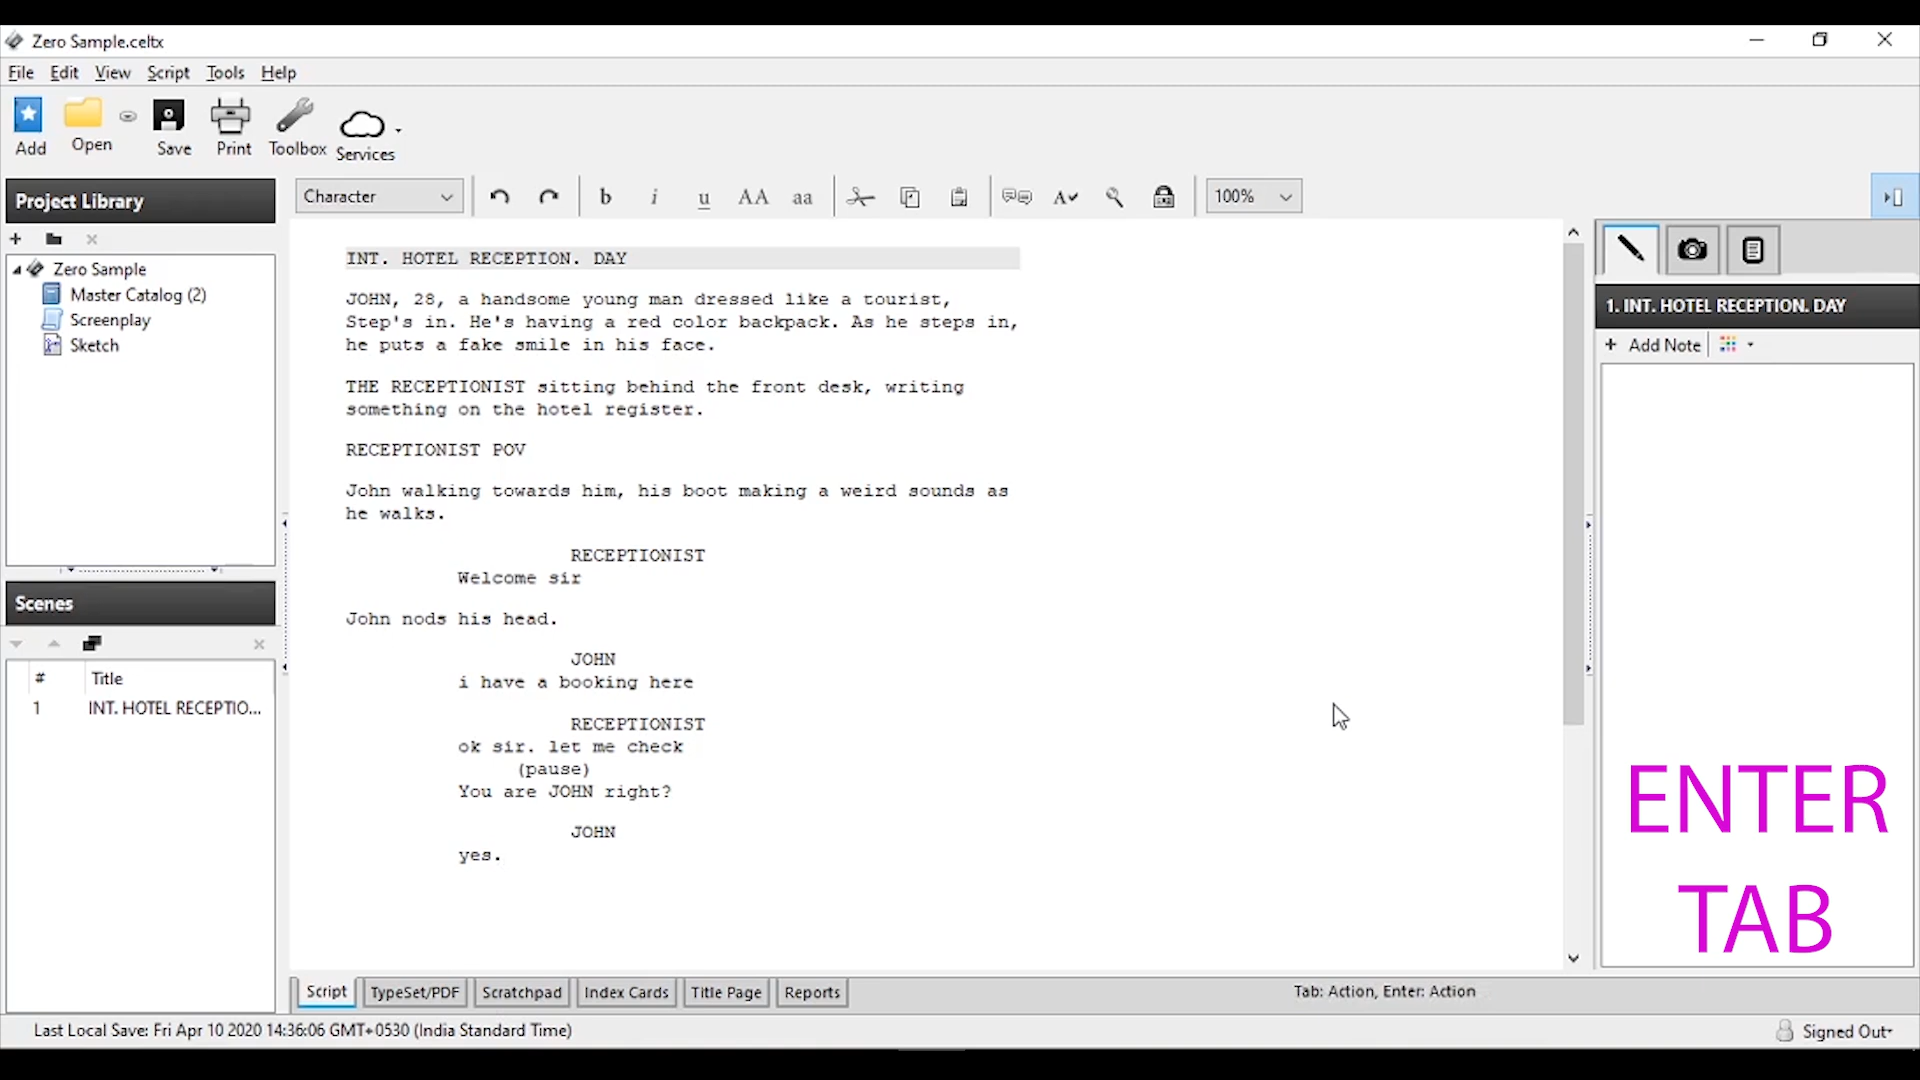 Zero Sample.celtx
File Edit View Script Tools Help
Add Open Save Print Toolbox Services
Project Library
Character
b i u AA aa
100%
Zero Sample
Master Catalog (2)
Screenplay
Sketch
INT. HOTEL RECEPTION. DAY
JOHN, 28, a handsome young man dressed like a tourist,
Step's in. He's having a red color backpack. As he steps in,
he puts a fake smile in his face.
THE RECEPTIONIST sitting behind the front desk, writing
something on the hotel register.
RECEPTIONIST POV
John walking towards him, his boot making a weird sounds as
he walks.
RECEPTIONIST
Welcome sir
John nods his head.
JOHN
i have a booking here
RECEPTIONIST
ok sir. let me check
(pause)
You are JOHN right?
JOHN
yes.
Scenes
# Title
1 INT. HOTEL RECEPTIO...
1. INT. HOTEL RECEPTION. DAY
+ Add Note
ENTER
TAB
Script TypeSet/PDF Scratchpad Index Cards Title Page Reports
Tab: Action, Enter: Action
Last Local Save: Fri Apr 10 2020 14:36:06 GMT+0530 (India Standard Time)
Signed Out